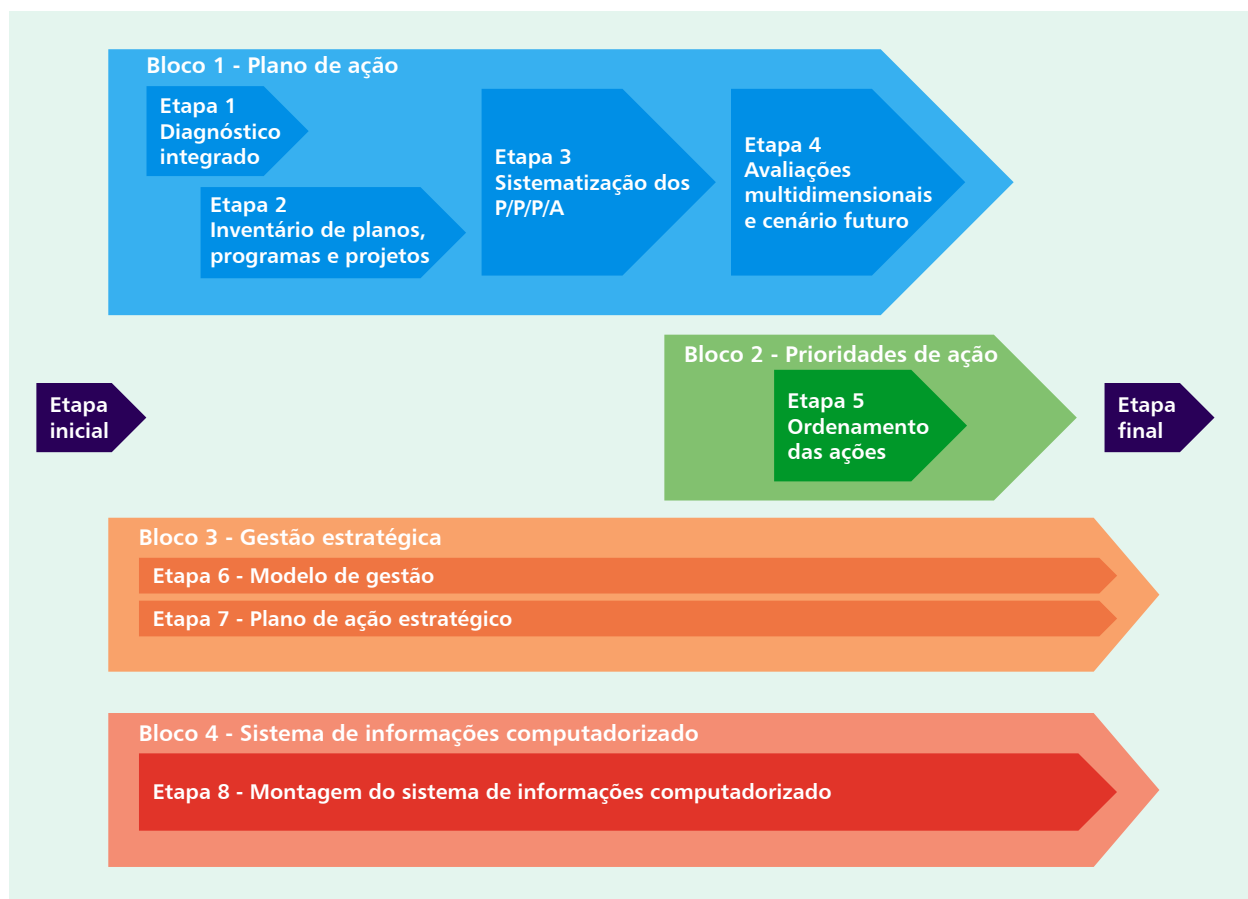 Bloco 1 - Plano de ação
Etapa 1
Diagnóstico
integrado
Etapa 2
Inventário de planos,
programas e projetos
Etapa 3
Sistematização dos
P/P/P/A
Etapa 4
Avaliações
multidimensionais
e cenário futuro
Bloco 2 - Prioridades de ação
Etapa 5
Ordenamento
das ações
Etapa
inicial
Etapa
final
Bloco 3 - Gestão estratégica
Etapa 6 - Modelo de gestão
Etapa 7 - Plano de ação estratégico
Bloco 4 - Sistema de informações computadorizado
Etapa 8 - Montagem do sistema de informações computadorizado